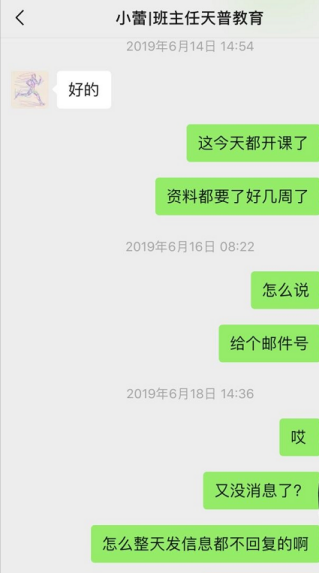 小蕾|班主任天普教育
2019年6月14日 14:54
好的
这今天都开课了
资料都要了好几周了
2019年6月16日 08:22
怎么说
给个邮件号
2019年6月18日 14:36
哎
又没消息了?
怎么整天发信息都不回复的啊